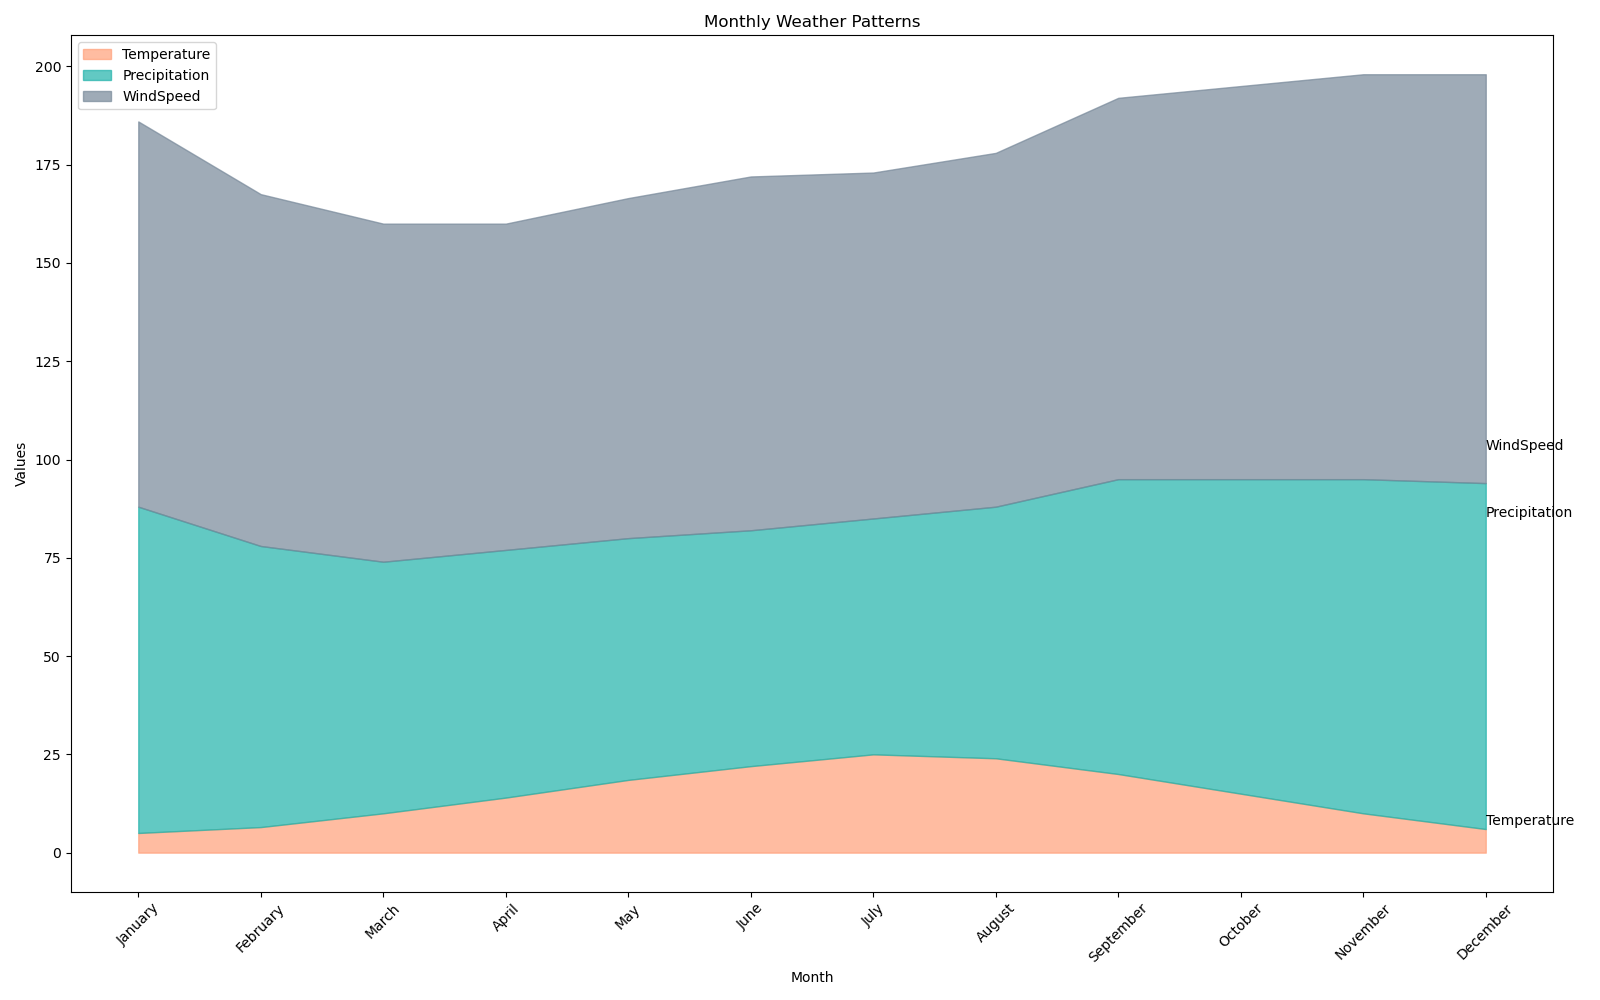 Monthly Weather Patterns
Temperature
Precipitation
WindSpeed
200
175
150
125
100
75
50
25
0
Values
WindSpeed
Precipitation
Temperature
January
February
March
April
May
June
July
August
September
October
November
December
Month